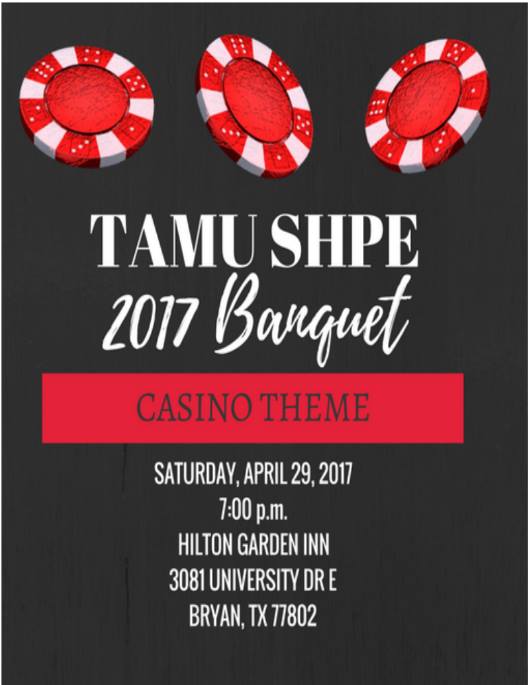 TAMU SHPE
2017 Banquet
CASINO THEME
SATURDAY, APRIL 29, 2017
7:00 p.m.
HILTON GARDEN INN
3081 UNIVERSITY DR E
BRYAN, TX 77802